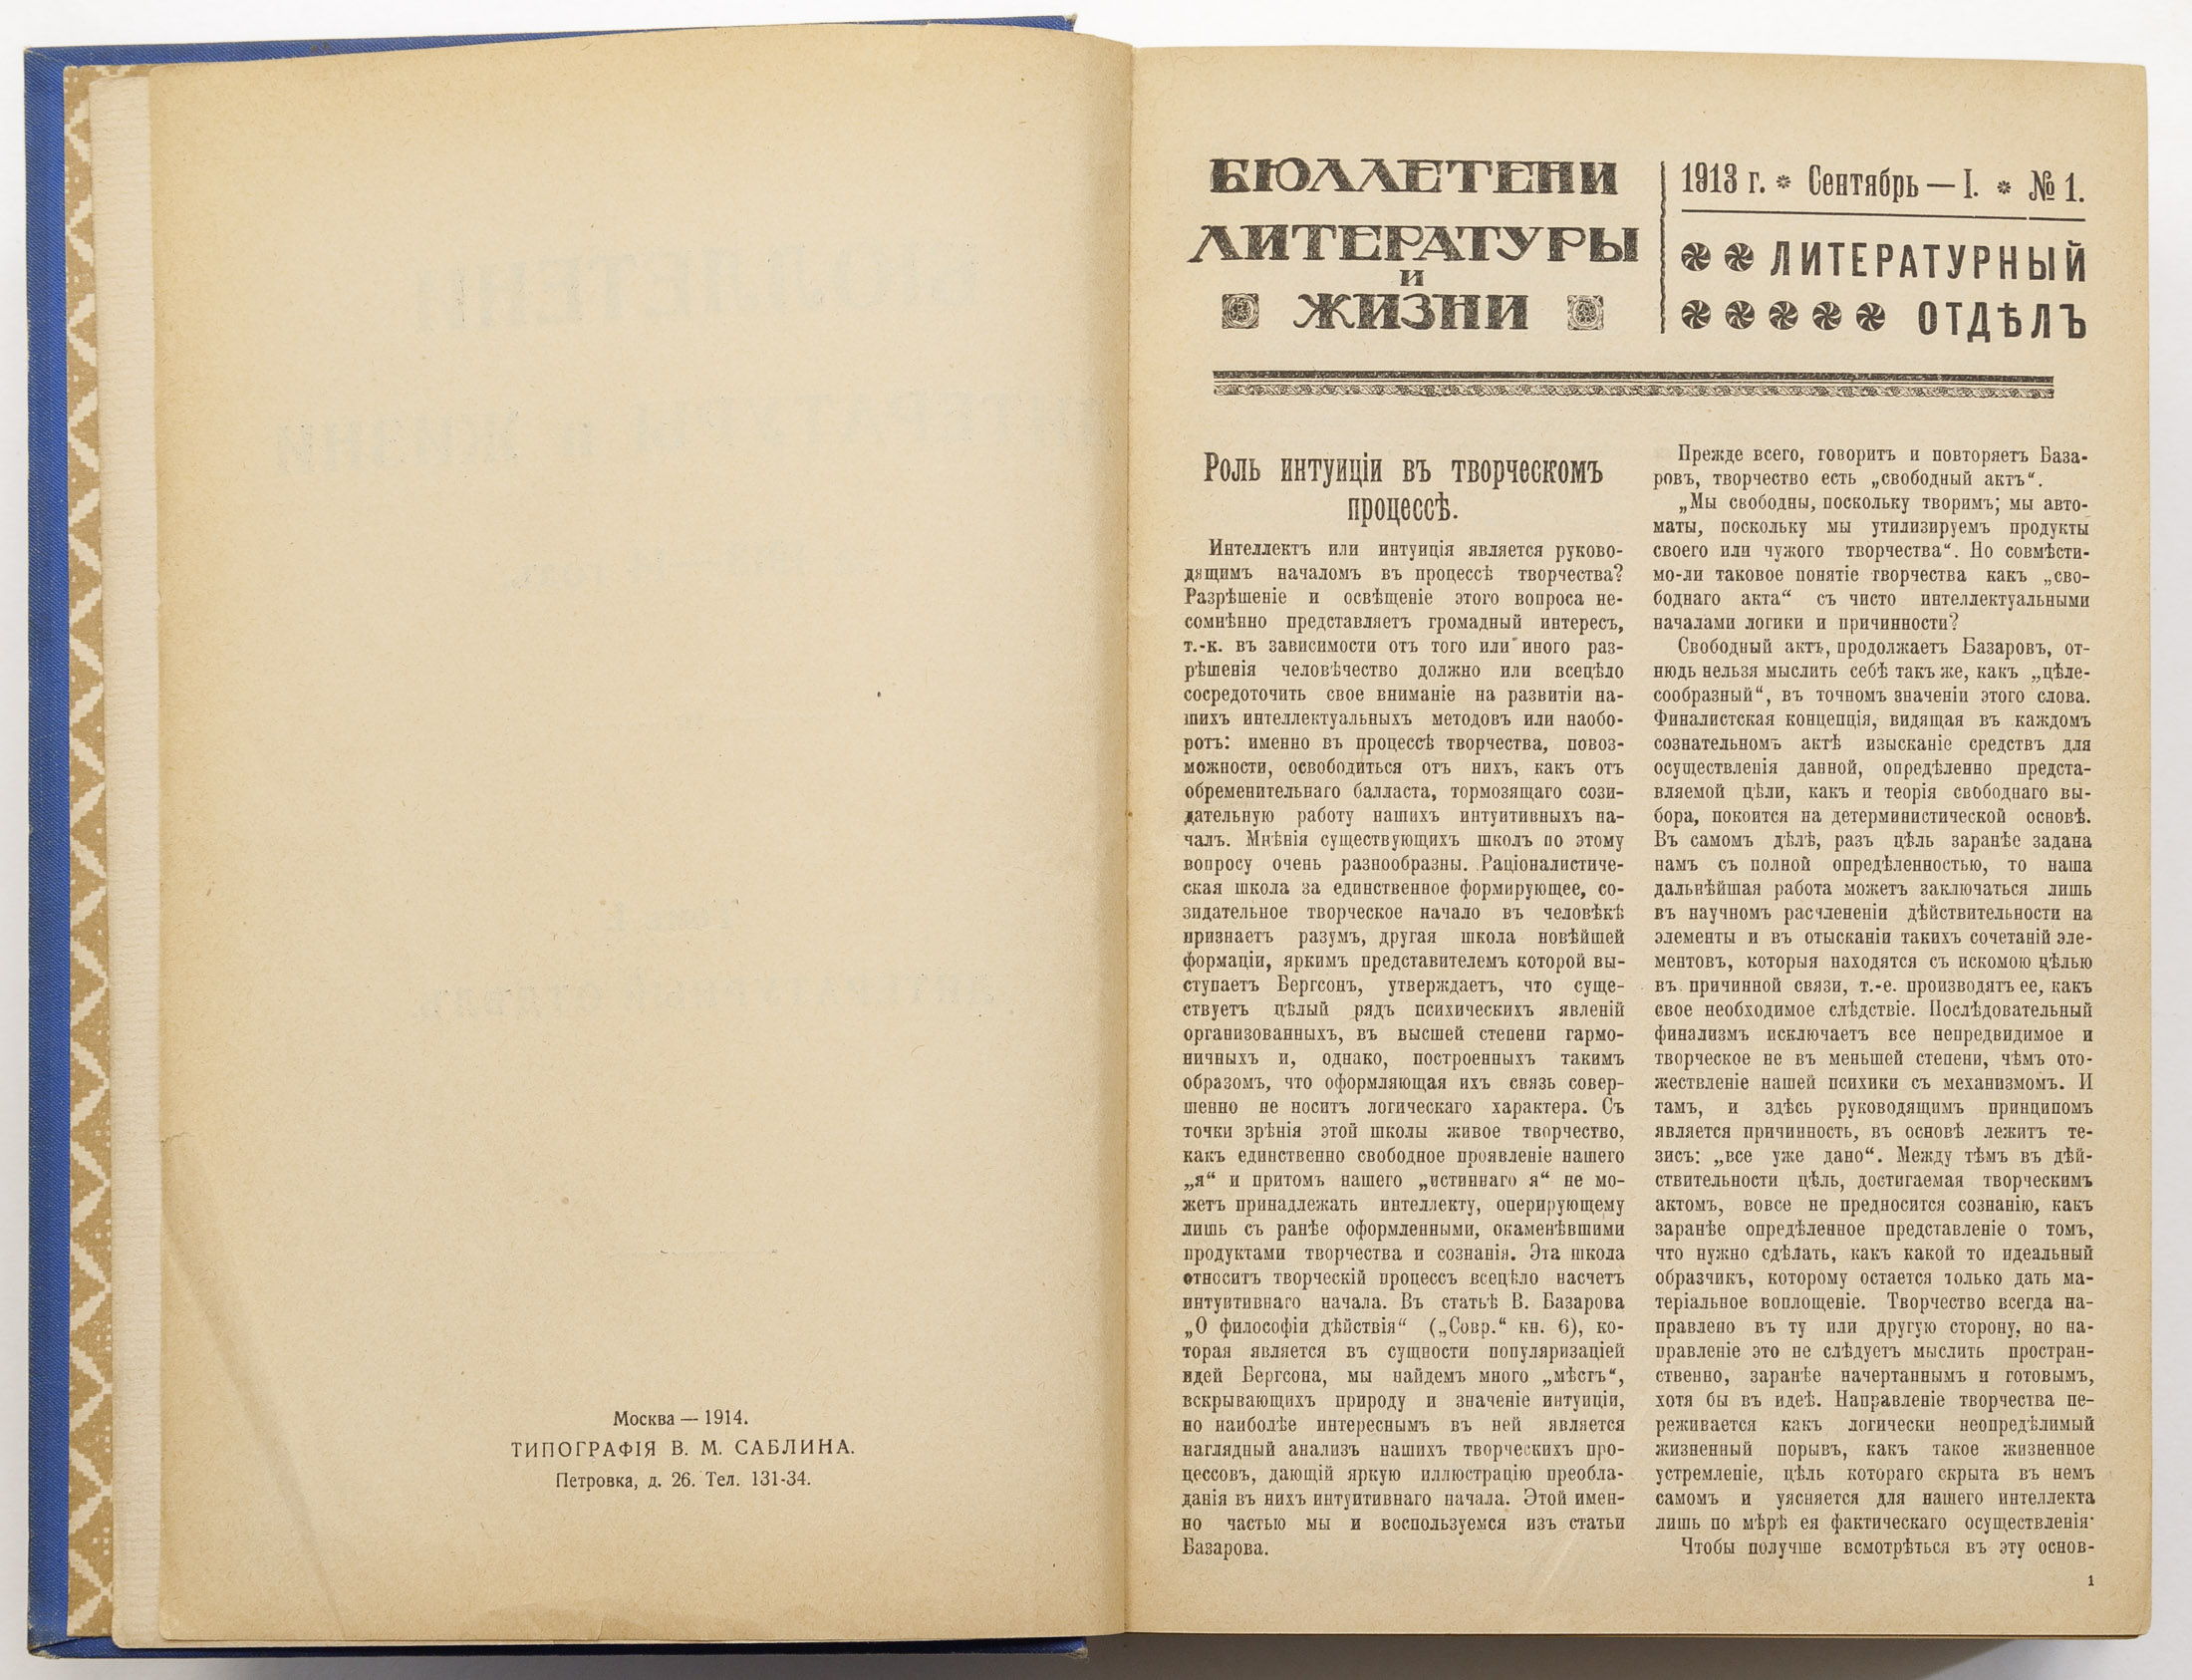 Москва — 1914.
ТИПОГРАФІЯ В. М. САБЛИНА.
Петровка, д. 26. Тел. 131-34.
БЮЛЛЕТЕНИ
ЛИТЕРАТУРЫ
И
ЖИЗНИ
1913 г. * Сентябрь — I. * № 1.
ЛИТЕРАТУРНЫЙ
ОТДѢЛЪ
Роль интуиціи въ творческомъ
процессѣ.
Интеллектъ или интуиція является руково-
дящимъ началомъ въ процессѣ творчества?
Разрѣшеніе и освѣщеніе этого вопроса не-
сомнѣнно представляетъ громадный интересъ,
т.-к. въ зависимости отъ того или иного раз-
рѣшенія человѣчество должно или всецѣло
сосредоточить свое вниманіе на развитіи на-
шихъ интеллектуальныхъ методовъ или наобо-
ротъ: именно въ процессѣ творчества, повоз-
можности, освободиться отъ нихъ, какъ отъ
обременительнаго балласта, тормозящаго сози-
дательную работу нашихъ интуитивныхъ на-
чалъ. Мнѣнія существующихъ школъ по этому
вопросу очень разнообразны. Раціоналистиче-
ская школа за единственное формирующее, со-
зидательное творческое начало въ человѣкѣ
признаетъ разумъ, другая школа новѣйшей
формаціи, яркимъ представителемъ которой вы-
ступаетъ Бергсонъ, утверждаетъ, что суще-
ствуетъ цѣлый рядъ психическихъ явленій
организованныхъ, въ высшей степени гармо-
ничныхъ и, однако, построенныхъ такимъ
образомъ, что оформляющая ихъ связь совер-
шенно не носитъ логическаго характера. Съ
точки зрѣнія этой школы живое творчество,
какъ единственно свободное проявленіе нашего
„я“ и притомъ нашего „истиннаго я“ не мо-
жетъ принадлежать интеллекту, оперирующему
лишь съ ранѣе оформленными, окаменѣвшими
продуктами творчества и сознанія. Эта школа
относитъ творческій процессъ всецѣло насчетъ
интуитивнаго начала. Въ статьѣ В. Базарова
„О философіи дѣйствія“ („Совр.“ кн. 6), ко-
торая является въ сущности популяризаціей
идей Бергсона, мы найдемъ много „мѣстъ“,
вскрывающихъ природу и значеніе интуиціи,
но наиболѣе интереснымъ въ ней является
наглядный анализъ нашихъ творческихъ про-
цессовъ, дающій яркую иллюстрацію преобла-
данія въ нихъ интуитивнаго начала. Этой имен-
но частью мы и воспользуемся изъ статьи
Базарова.
Прежде всего, говоритъ и повторяетъ База-
ровъ, творчество есть „свободный актъ“.
„Мы свободны, поскольку творимъ; мы авто-
маты, поскольку мы утилизируемъ продукты
своего или чужого творчества“. Но совмѣсти-
мо-ли таковое понятіе творчества какъ „сво-
боднаго акта“ съ чисто интеллектуальными
началами логики и причинности?
Свободный актъ, продолжаетъ Базаровъ, от-
нюдь нельзя мыслить себѣ такъ же, какъ „цѣле-
сообразный“, въ точномъ значеніи этого слова.
Финалистская концепція, видящая въ каждомъ
сознательномъ актѣ изысканіе средствъ для
осуществленія данной, опредѣленно предста-
вляемой цѣли, какъ и теорія свободнаго вы-
бора, покоится на детерминистической основѣ.
Въ самомъ дѣлѣ, разъ цѣль заранѣе задана
намъ съ полной опредѣленностью, то наша
дальнѣйшая работа можетъ заключаться лишь
въ научномъ расчлененіи дѣйствительности на
элементы и въ отысканіи такихъ сочетаній эле-
ментовъ, которыя находятся съ искомою цѣлью
въ причинной связи, т.-е. производятъ ее, какъ
свое необходимое слѣдствіе. Послѣдовательный
финализмъ исключаетъ все непредвидимое и
творческое не въ меньшей степени, чѣмъ ото-
жествленіе нашей психики съ механизмомъ. И
тамъ, и здѣсь руководящимъ принципомъ
является причинность, въ основѣ лежитъ те-
зисъ: „все уже дано“. Между тѣмъ въ дѣй-
ствительности цѣль, достигаемая творческимъ
актомъ, вовсе не предносится сознанію, какъ
заранѣе опредѣленное представленіе о томъ,
что нужно сдѣлать, какъ какой то идеальный
образчикъ, которому остается только дать ма-
теріальное воплощеніе. Творчество всегда на-
правлено въ ту или другую сторону, но на-
правленіе это не слѣдуетъ мыслить простран-
ственно, заранѣе начертаннымъ и готовымъ,
хотя бы въ идеѣ. Направленіе творчества пе-
реживается какъ логически неопредѣлимый
жизненный порывъ, какъ такое жизненное
устремленіе, цѣль котораго скрыта въ немъ
самомъ и уясняется для нашего интеллекта
лишь по мѣрѣ ея фактическаго осуществленія·
Чтобы получше всмотрѣться въ эту основ-
1